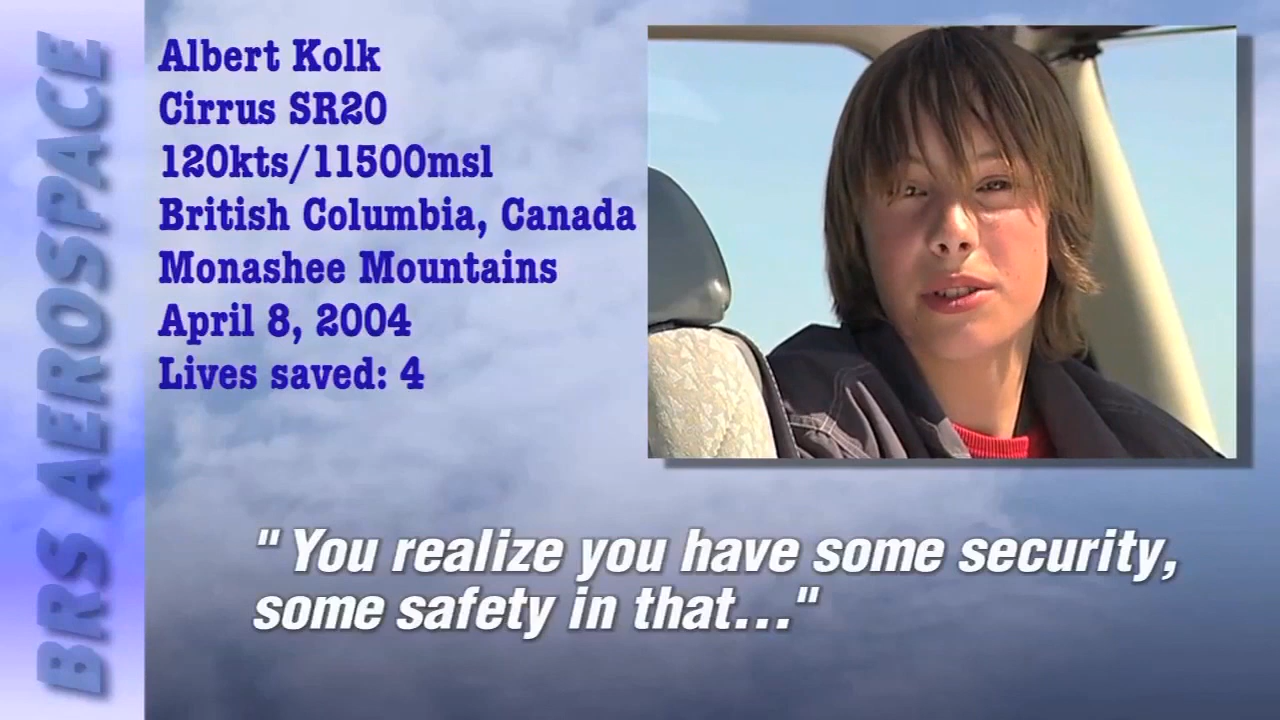 BRS AEROSPACE
Albert Kolk
Cirrus SR20
120kts/11500msl
British Columbia, Canada
Monashee Mountains
April 8, 2004
Lives saved: 4
" You realize you have some security,
some safety in that..."